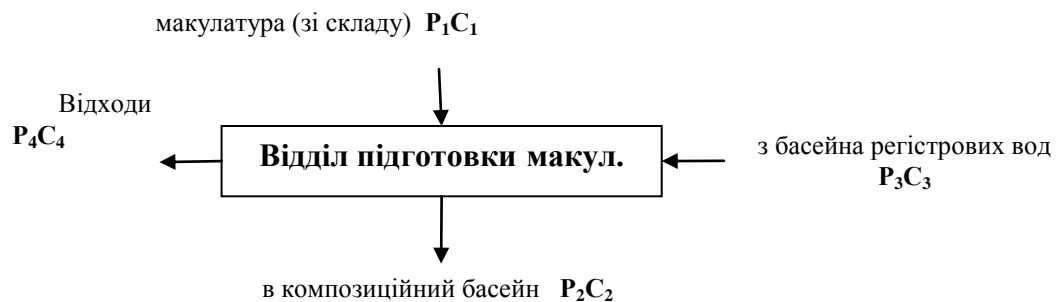 макулатура (зі складу) P₁C₁
Відходи
P₄C₄
Відділ підготовки макул.
з басейна регістрових вод
P₃C₃
в композиційний басейн P₂C₂